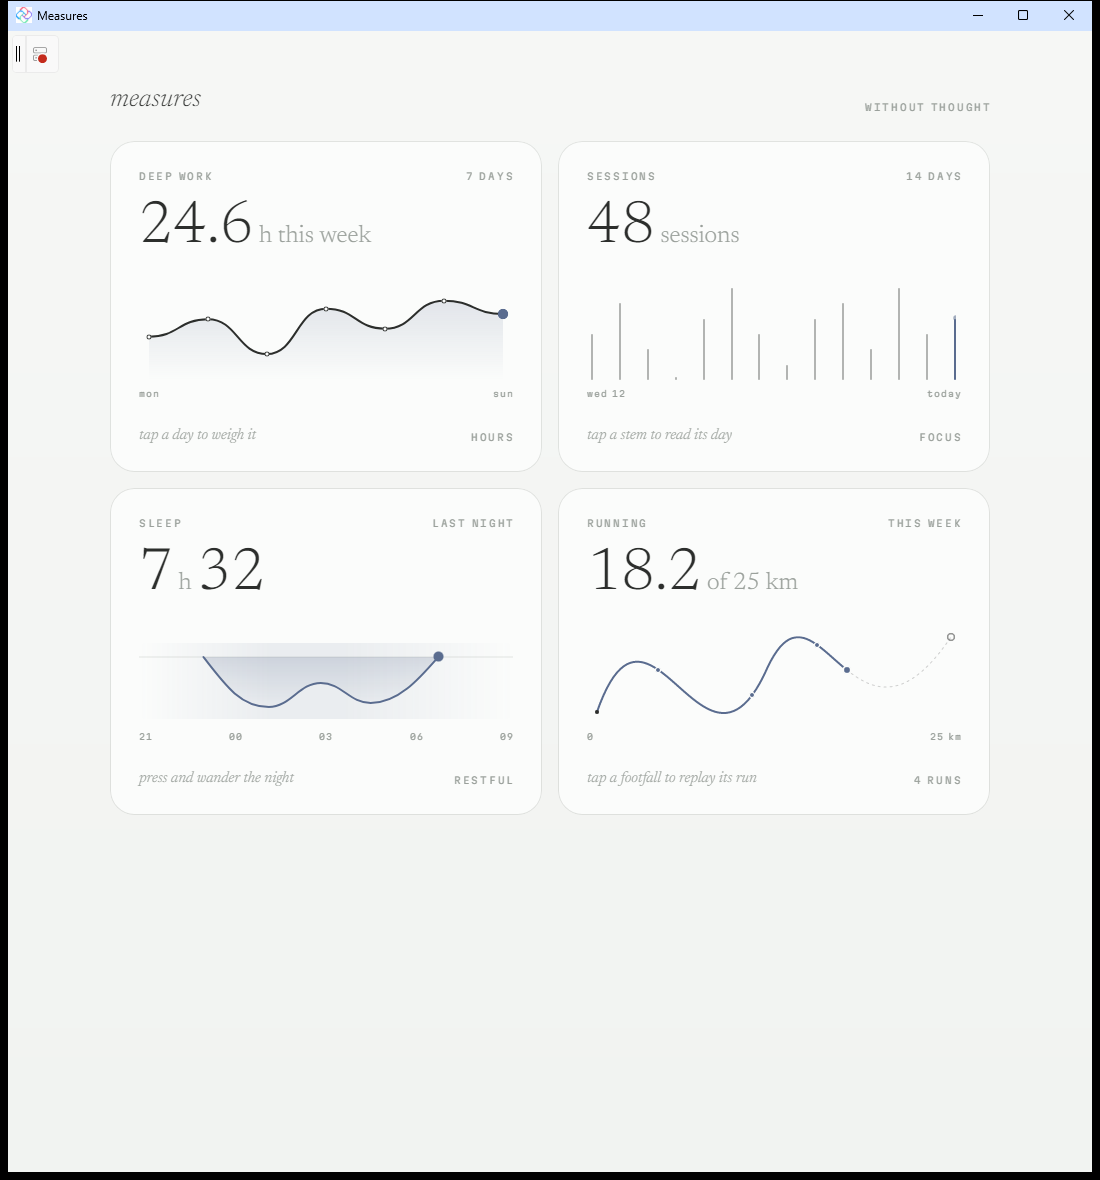 Measures
measures
WITHOUT THOUGHT
DEEP WORK
7 DAYS
24.6 h this week
mon
sun
tap a day to weigh it
HOURS
SESSIONS
14 DAYS
48 sessions
wed 12
today
tap a stem to read its day
FOCUS
SLEEP
LAST NIGHT
7 h 32
21 00 03 06 09
press and wander the night
RESTFUL
RUNNING
THIS WEEK
18.2 of 25 km
0
25 km
tap a footfall to replay its run
4 RUNS